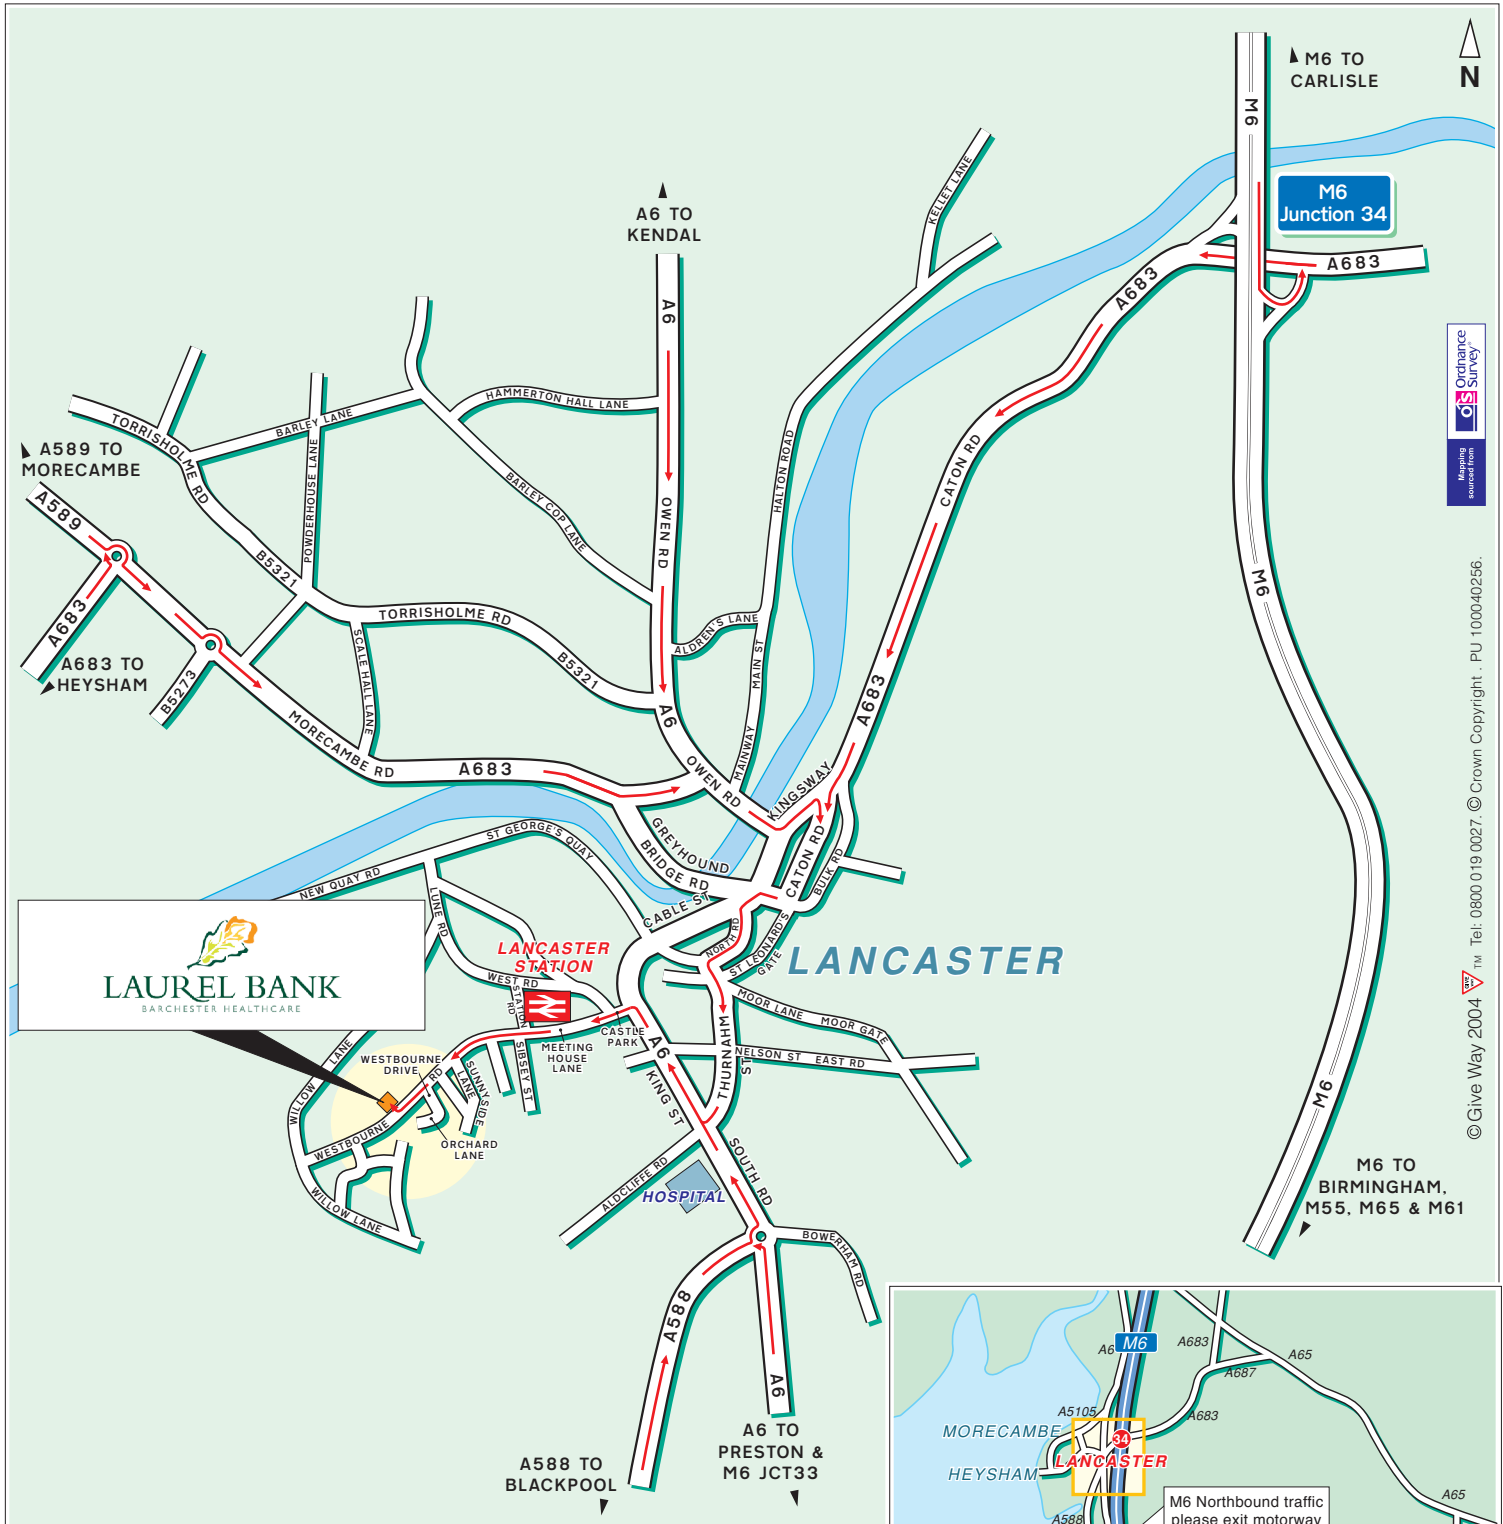 M6 TO
CARLISLE
N
M6
M6
Junction 34
A683
A683
KELLET LANE
A6 TO
KENDAL
A6
HAMMERTON HALL LANE
BARLEY LANE
TORRISHOLME RD
A589 TO
MORECAMBE
A589
POWDERHOUSE LANE
BARLEY COP LANE
OWEN RD
HALTON ROAD
CATON RD
Ordnance
Survey®
Mapping
sourced from
B5321
M6
A683
A683 TO
HEYSHAM
B5273
TORRISHOLME RD
SCALE HALL LANE
B5321
ALDREN'S LANE
MAIN ST
A683
A6
MORECAMBE RD
A683
OWEN RD
MAINWAY
KINGSWAY
GREYHOUND
BRIDGE RD
ST GEORGE'S QUAY
NEW QUAY RD
LUNE RD
CABLE ST
CATON RD
BULK RD
NORTH RD
ST LEONARD'S
GATE
LANCASTER
LANCASTER
STATION
WEST RD
STATION
RD
LAUREL BANK
BARCHESTER HEALTHCARE
MOOR LANE
MOOR GATE
CASTLE
PARK
MEETING
HOUSE
LANE
A6
THURNHAM
ST
NELSON ST
EAST RD
WESTBOURNE
DRIVE
WESTBOURNE
RD
SUNNYSIDE
LANE
SIBSEY ST
KING ST
WILLOW
LANE
ORCHARD
LANE
WILLOW LANE
ALDCLIFFE RD
HOSPITAL
SOUTH RD
BOWERHAM RD
A588
A6
M6
M6 TO
BIRMINGHAM,
M55, M65 & M61
A588 TO
BLACKPOOL
A6 TO
PRESTON &
M6 JCT33
© Give Way 2004 give way ™ Tel: 0800 019 0027. © Crown Copyright . PU 100040256.
A6
M6
A683
A65
A687
A5105
A683
MORECAMBE
34
LANCASTER
HEYSHAM
A588
A65
M6 Northbound traffic
please exit motorway